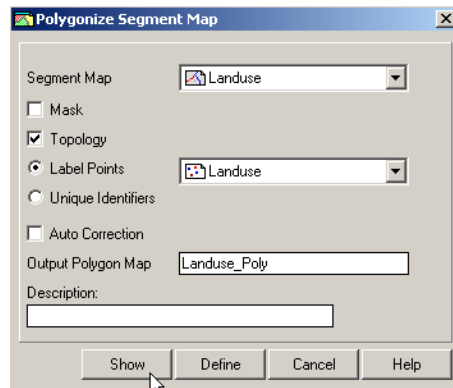 Polygonize Segment Map
Segment Map Landuse
Mask
Topology
Label Points Landuse
Unique Identifiers
Auto Correction
Output Polygon Map Landuse_Poly
Description:
Show Define Cancel Help